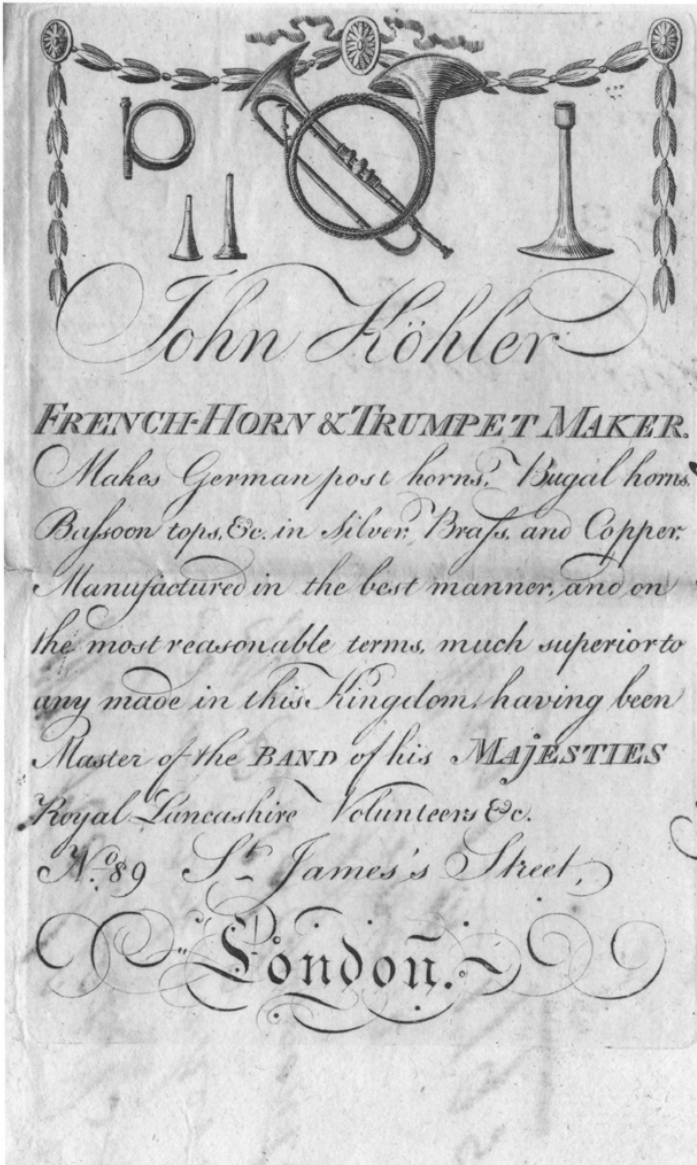 John Köhler
FRENCH-HORN & TRUMPET MAKER.
Makes German post horns, Bugal horns,
Baſsoon tops, &c. in Silver, Braſs, and Copper,
Manufactured in the best manner, and on
the most reasonable terms, much superior to
any made in this Kingdom, having been
Master of the BAND of his MAjESTIES
Royal Lancashire Volunteers &c.
No. 89 St. James's Street,
London.